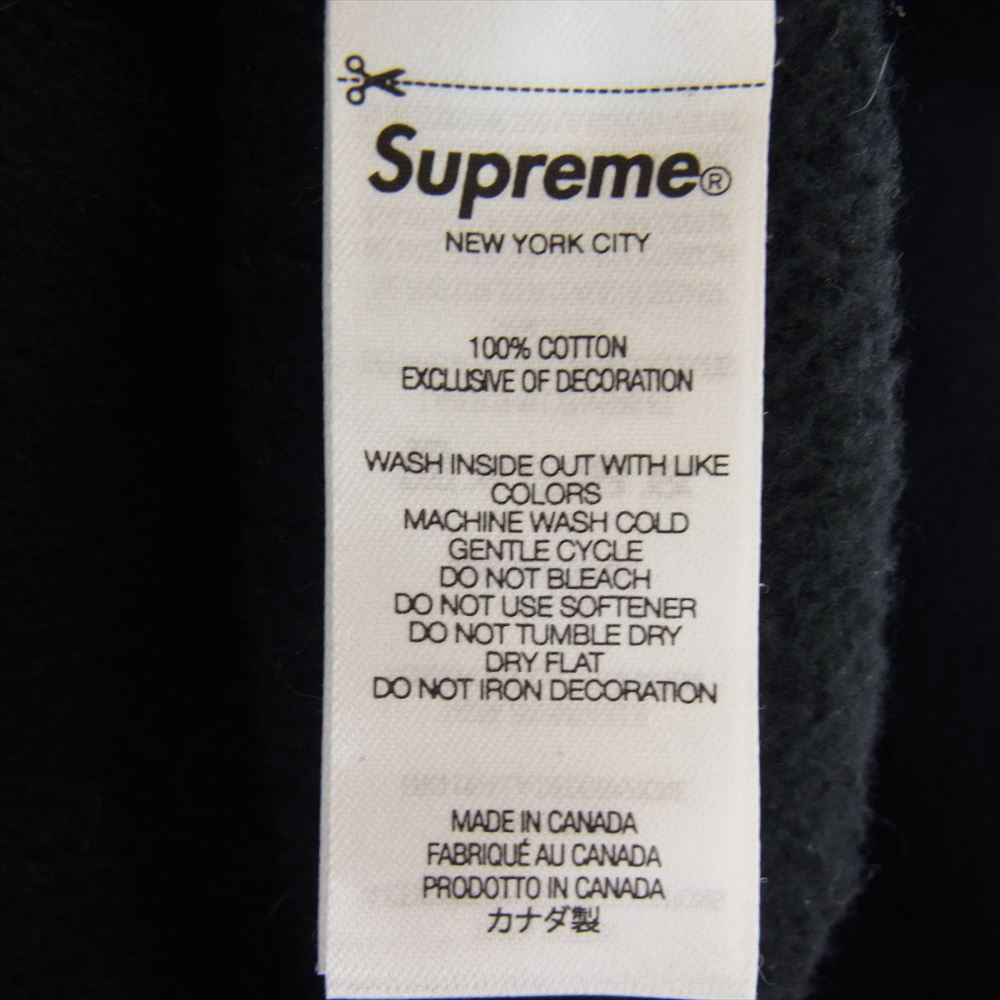 Supreme®
NEW YORK CITY
100% COTTON
EXCLUSIVE OF DECORATION
WASH INSIDE OUT WITH LIKE
COLORS
MACHINE WASH COLD
GENTLE CYCLE
DO NOT BLEACH
DO NOT USE SOFTENER
DO NOT TUMBLE DRY
DRY FLAT
DO NOT IRON DECORATION
MADE IN CANADA
FABRIQUÉ AU CANADA
PRODOTTO IN CANADA
カナダ製